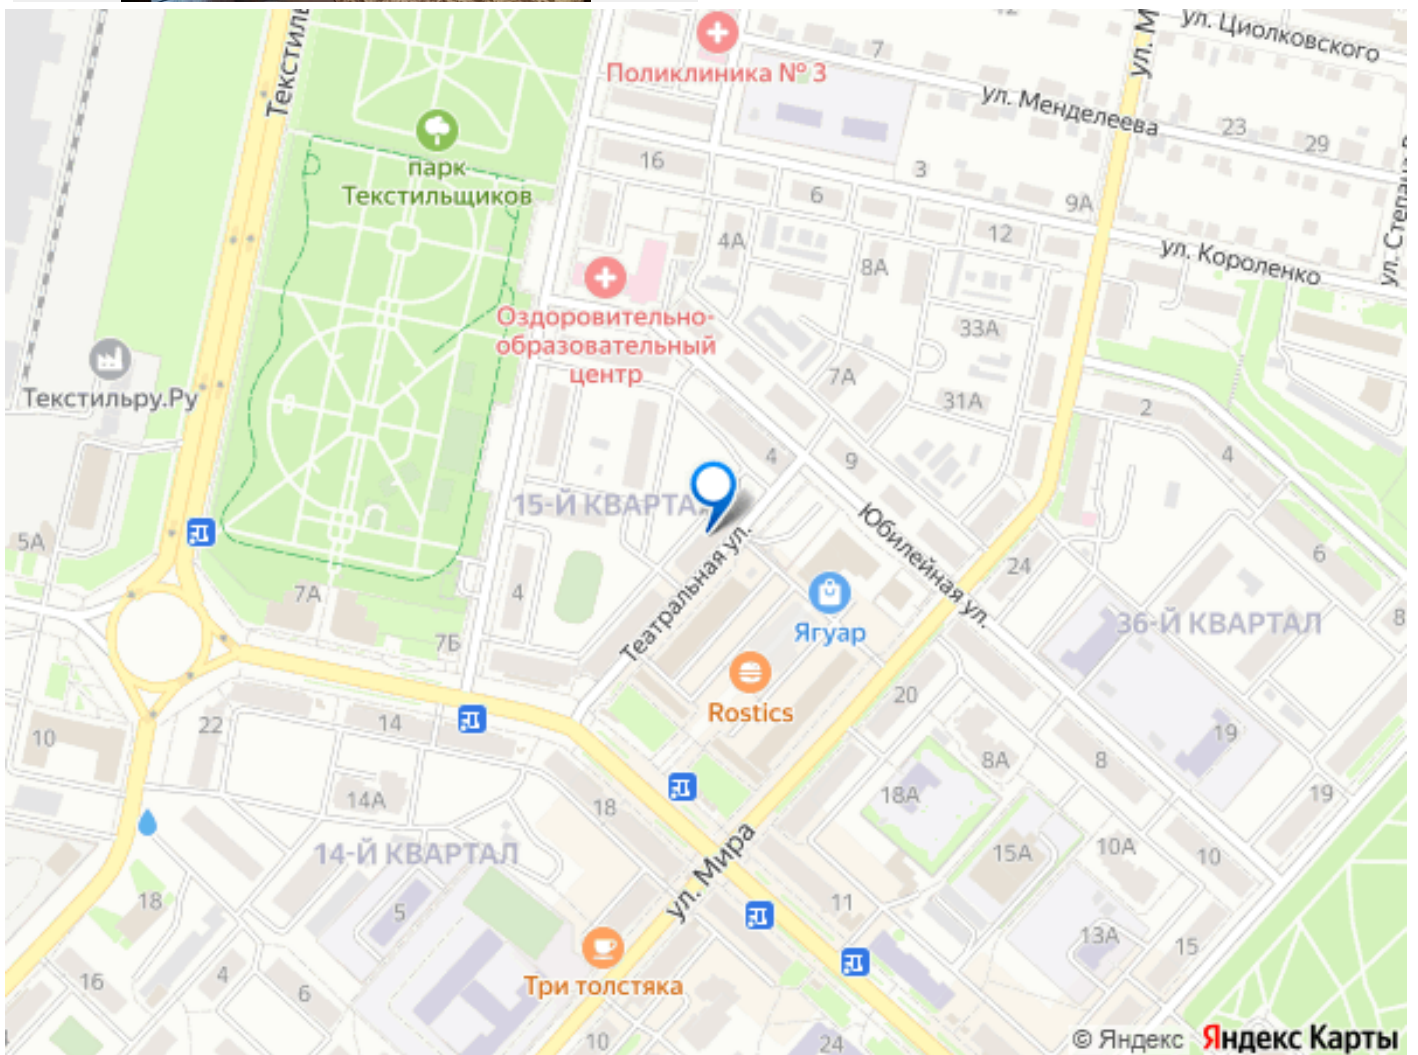 ул. Циолковского
ул. М
Текстиль
7
Поликлиника № 3
ул. Менделеева
23
29
парк
Текстильщиков
16
3
6
9А
12
4А
8А
ул. Короленко
ул. Степана Р
Оздоровительно-
образовательный
центр
33А
7А
31А
Текстильру.Ру
2
4
4
9
15-Й КВАРТА
Юбилейная ул.
5А
6
24
Театральная ул.
7А
4
Ягуар
36-Й КВАРТАЛ
8
7Б
Rostics
20
22
14
10
8А
19
8
14А
18
18А
19
14-Й КВАРТАЛ
15А
10А
10
ул. Мира
18
5
11
13А
15
16
4
6
Три толстяка
10
24
© Яндекс Яндекс Карты